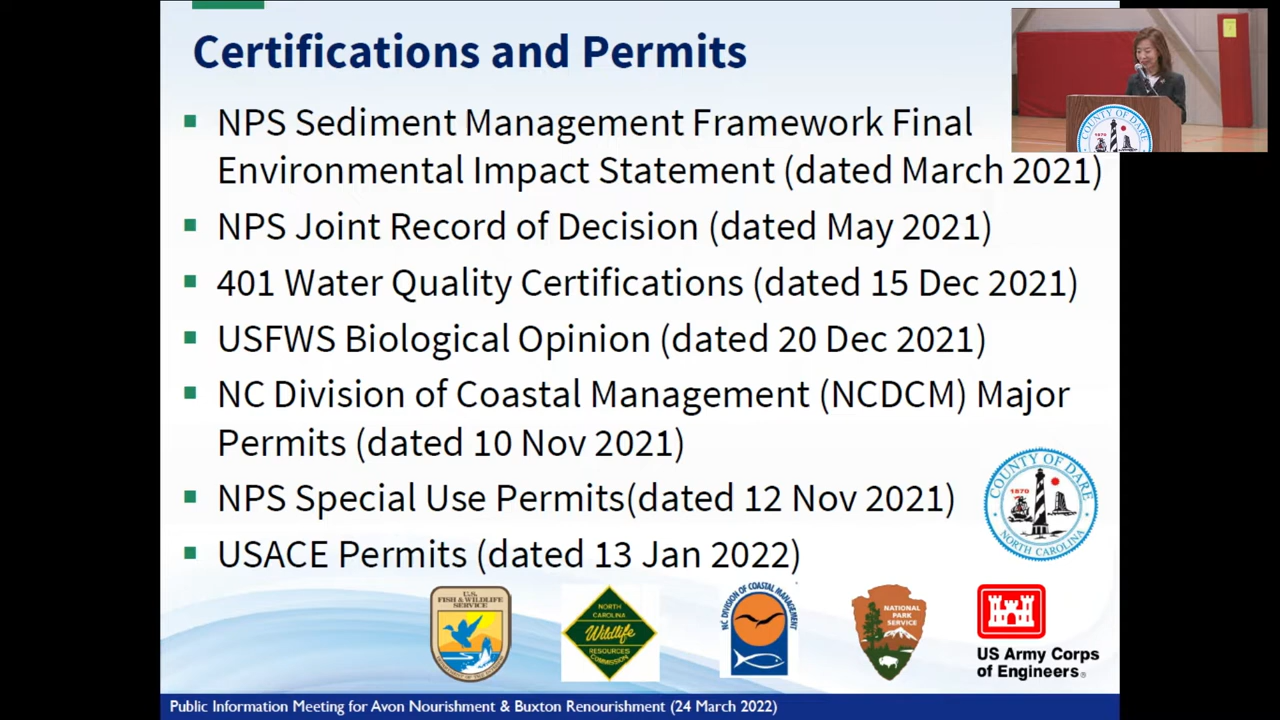 Certifications and Permits
NPS Sediment Management Framework Final
Environmental Impact Statement (dated March 2021)
NPS Joint Record of Decision (dated May 2021)
401 Water Quality Certifications (dated 15 Dec 2021)
USFWS Biological Opinion (dated 20 Dec 2021)
NC Division of Coastal Management (NCDCM) Major
Permits (dated 10 Nov 2021)
NPS Special Use Permits(dated 12 Nov 2021)
USACE Permits (dated 13 Jan 2022)
COUNTY OF DARE
COUNTY OF DARE
1870
NORTH CAROLINA
U.S.
FISH & WILDLIFE
SERVICE
NORTH
CAROLINA
Wildlife
RESOURCES
COMMISSION
NC DIVISION OF COASTAL MANAGEMENT
NATIONAL
PARK
SERVICE
US Army Corps
of Engineers®
Public Information Meeting for Avon Nourishment & Buxton Renourishment (24 March 2022)